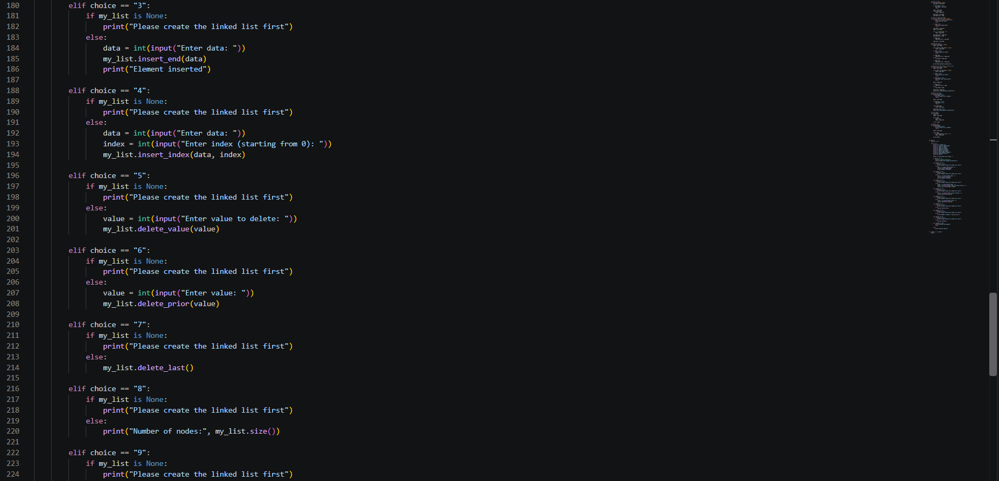 180 elif choice == "3":
181 if my_list is None:
182 print("Please create the linked list first")
183 else:
184 data = int(input("Enter data: "))
185 my_list.insert_end(data)
186 print("Element inserted")
187
188 elif choice == "4":
189 if my_list is None:
190 print("Please create the linked list first")
191 else:
192 data = int(input("Enter data: "))
193 index = int(input("Enter index (starting from 0): "))
194 my_list.insert_index(data, index)
195
196 elif choice == "5":
197 if my_list is None:
198 print("Please create the linked list first")
199 else:
200 value = int(input("Enter value to delete: "))
201 my_list.delete_value(value)
202
203 elif choice == "6":
204 if my_list is None:
205 print("Please create the linked list first")
206 else:
207 value = int(input("Enter value: "))
208 my_list.delete_prior(value)
209
210 elif choice == "7":
211 if my_list is None:
212 print("Please create the linked list first")
213 else:
214 my_list.delete_last()
215
216 elif choice == "8":
217 if my_list is None:
218 print("Please create the linked list first")
219 else:
220 print("Number of nodes:", my_list.size())
221
222 elif choice == "9":
223 if my_list is None:
224 print("Please create the linked list first")